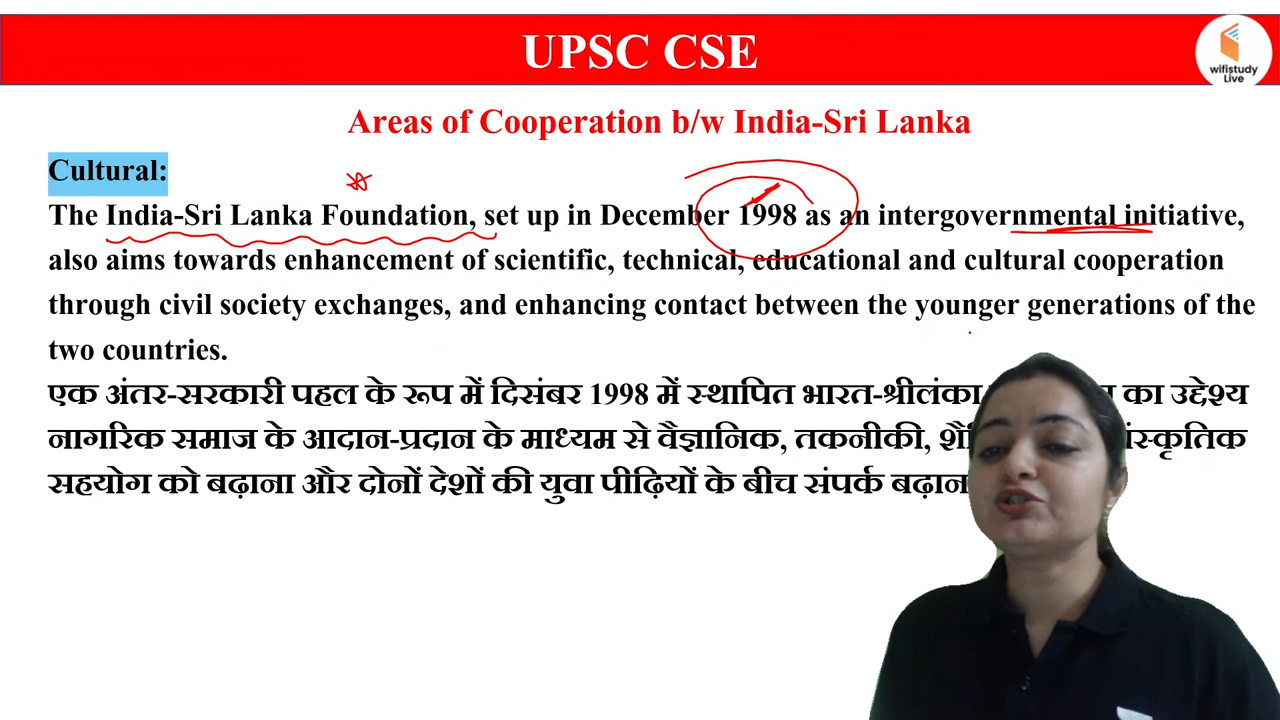 UPSC CSE
wifistudy
Live
Areas of Cooperation b/w India-Sri Lanka
Cultural:
The India-Sri Lanka Foundation, set up in December 1998 as an intergovernmental initiative,
also aims towards enhancement of scientific, technical, educational and cultural cooperation
through civil society exchanges, and enhancing contact between the younger generations of the
two countries.
एक अंतर-सरकारी पहल के रूप में दिसंबर 1998 में स्थापित भारत-श्रीलंका का उद्देश्य
नागरिक समाज के आदान-प्रदान के माध्यम से वैज्ञानिक, तकनीकी,
सहयोग को बढ़ाना और दोनों देशों की युवा पीढ़ियों के बीच संपर्क